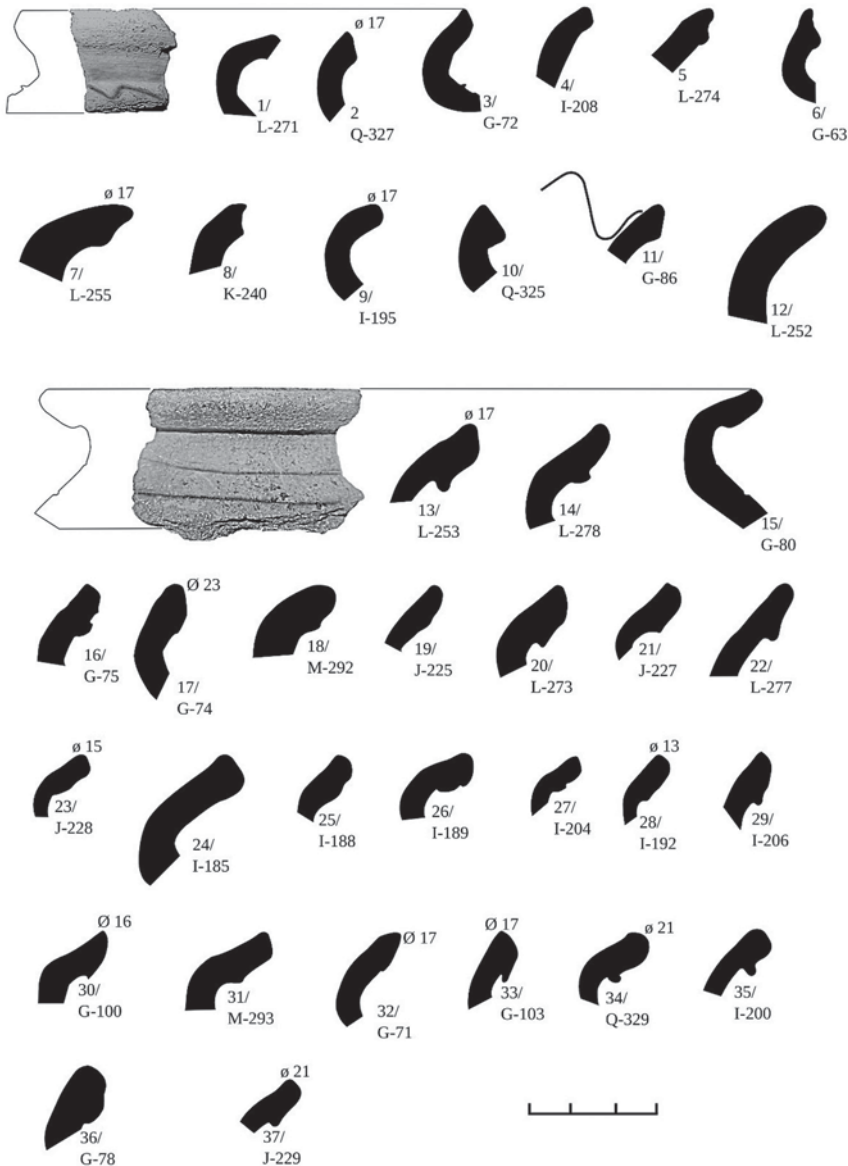 ø 17
1/
L-271
2
Q-327
3/
G-72
4/
I-208
5
L-274
6/
G-63
ø 17
7/
L-255
8/
K-240
ø 17
9/
I-195
10/
Q-325
11/
G-86
12/
L-252
ø 17
13/
L-253
14/
L-278
15/
G-80
16/
G-75
Ø 23
17/
G-74
18/
M-292
19/
J-225
20/
L-273
21/
J-227
22/
L-277
ø 15
23/
J-228
24/
I-185
25/
I-188
26/
I-189
27/
I-204
ø 13
28/
I-192
29/
I-206
Ø 16
30/
G-100
31/
M-293
Ø 17
32/
G-71
Ø 17
33/
G-103
ø 21
34/
Q-329
35/
I-200
36/
G-78
ø 21
37/
J-229